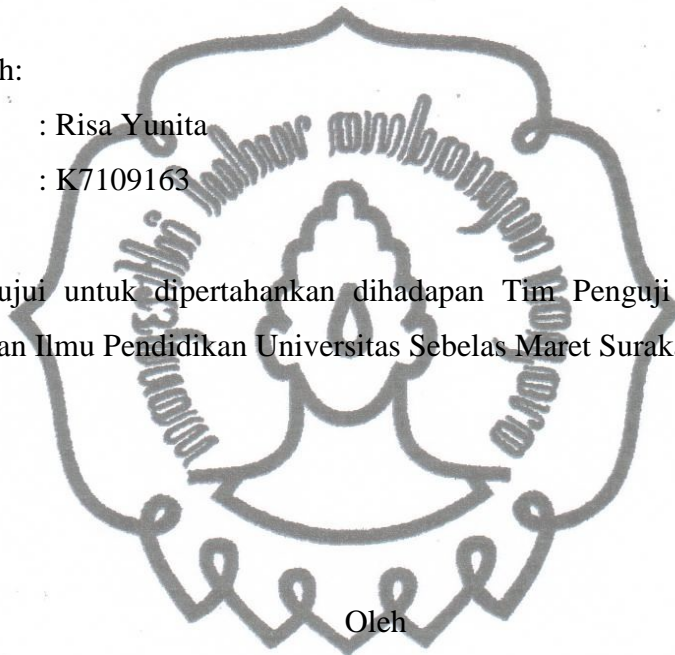 h:
: Risa Yunita
: K7109163
ujui untuk dipertahankan dihadapan Tim Penguji
an Ilmu Pendidikan Universitas Sebelas Maret Surak
Oleh